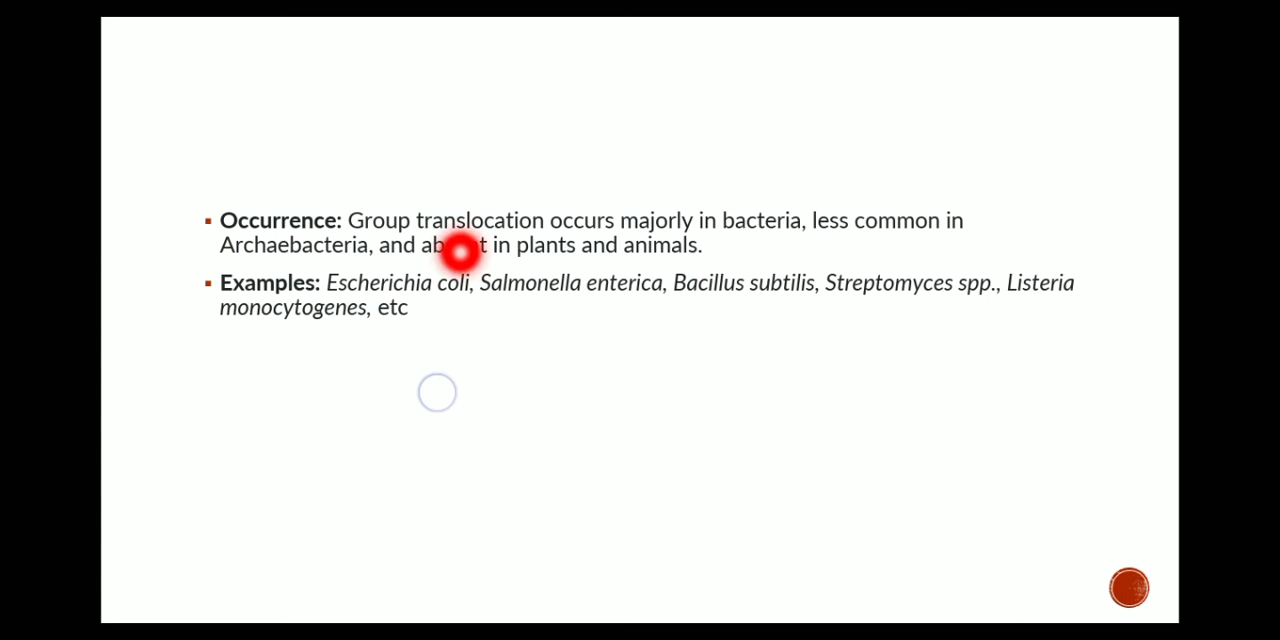 Occurrence: Group translocation occurs majorly in bacteria, less common in
Archaebacteria, and in plants and animals.
Examples: Escherichia coli, Salmonella enterica, Bacillus subtilis, Streptomyces spp., Listeria
monocytogenes, etc